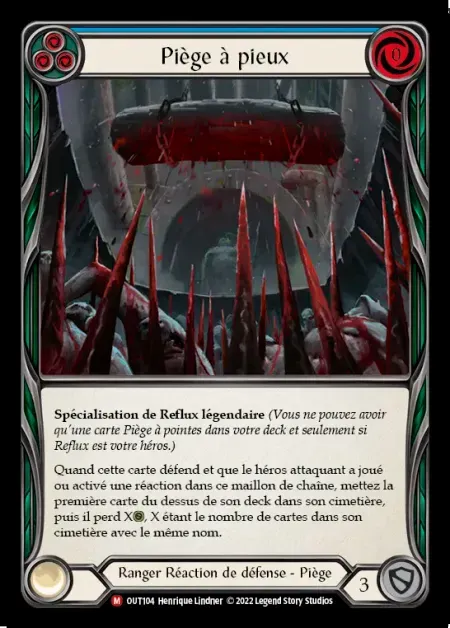 0
Piège à pieux
Spécialisation de Reflux légendaire (Vous ne pouvez avoir
qu'une carte Piège à pointes dans votre deck et seulement si
Reflux est votre héros.)
Quand cette carte défend et que le héros attaquant a joué
ou activé une réaction dans ce maillon de chaîne, mettez la
première carte du dessus de son deck dans son cimetière,
puis il perd X, X étant le nombre de cartes dans son
cimetière avec le même nom.
Ranger Réaction de défense - Piège
3
M OUT104 Henrique Lindner © 2022 Legend Story Studios